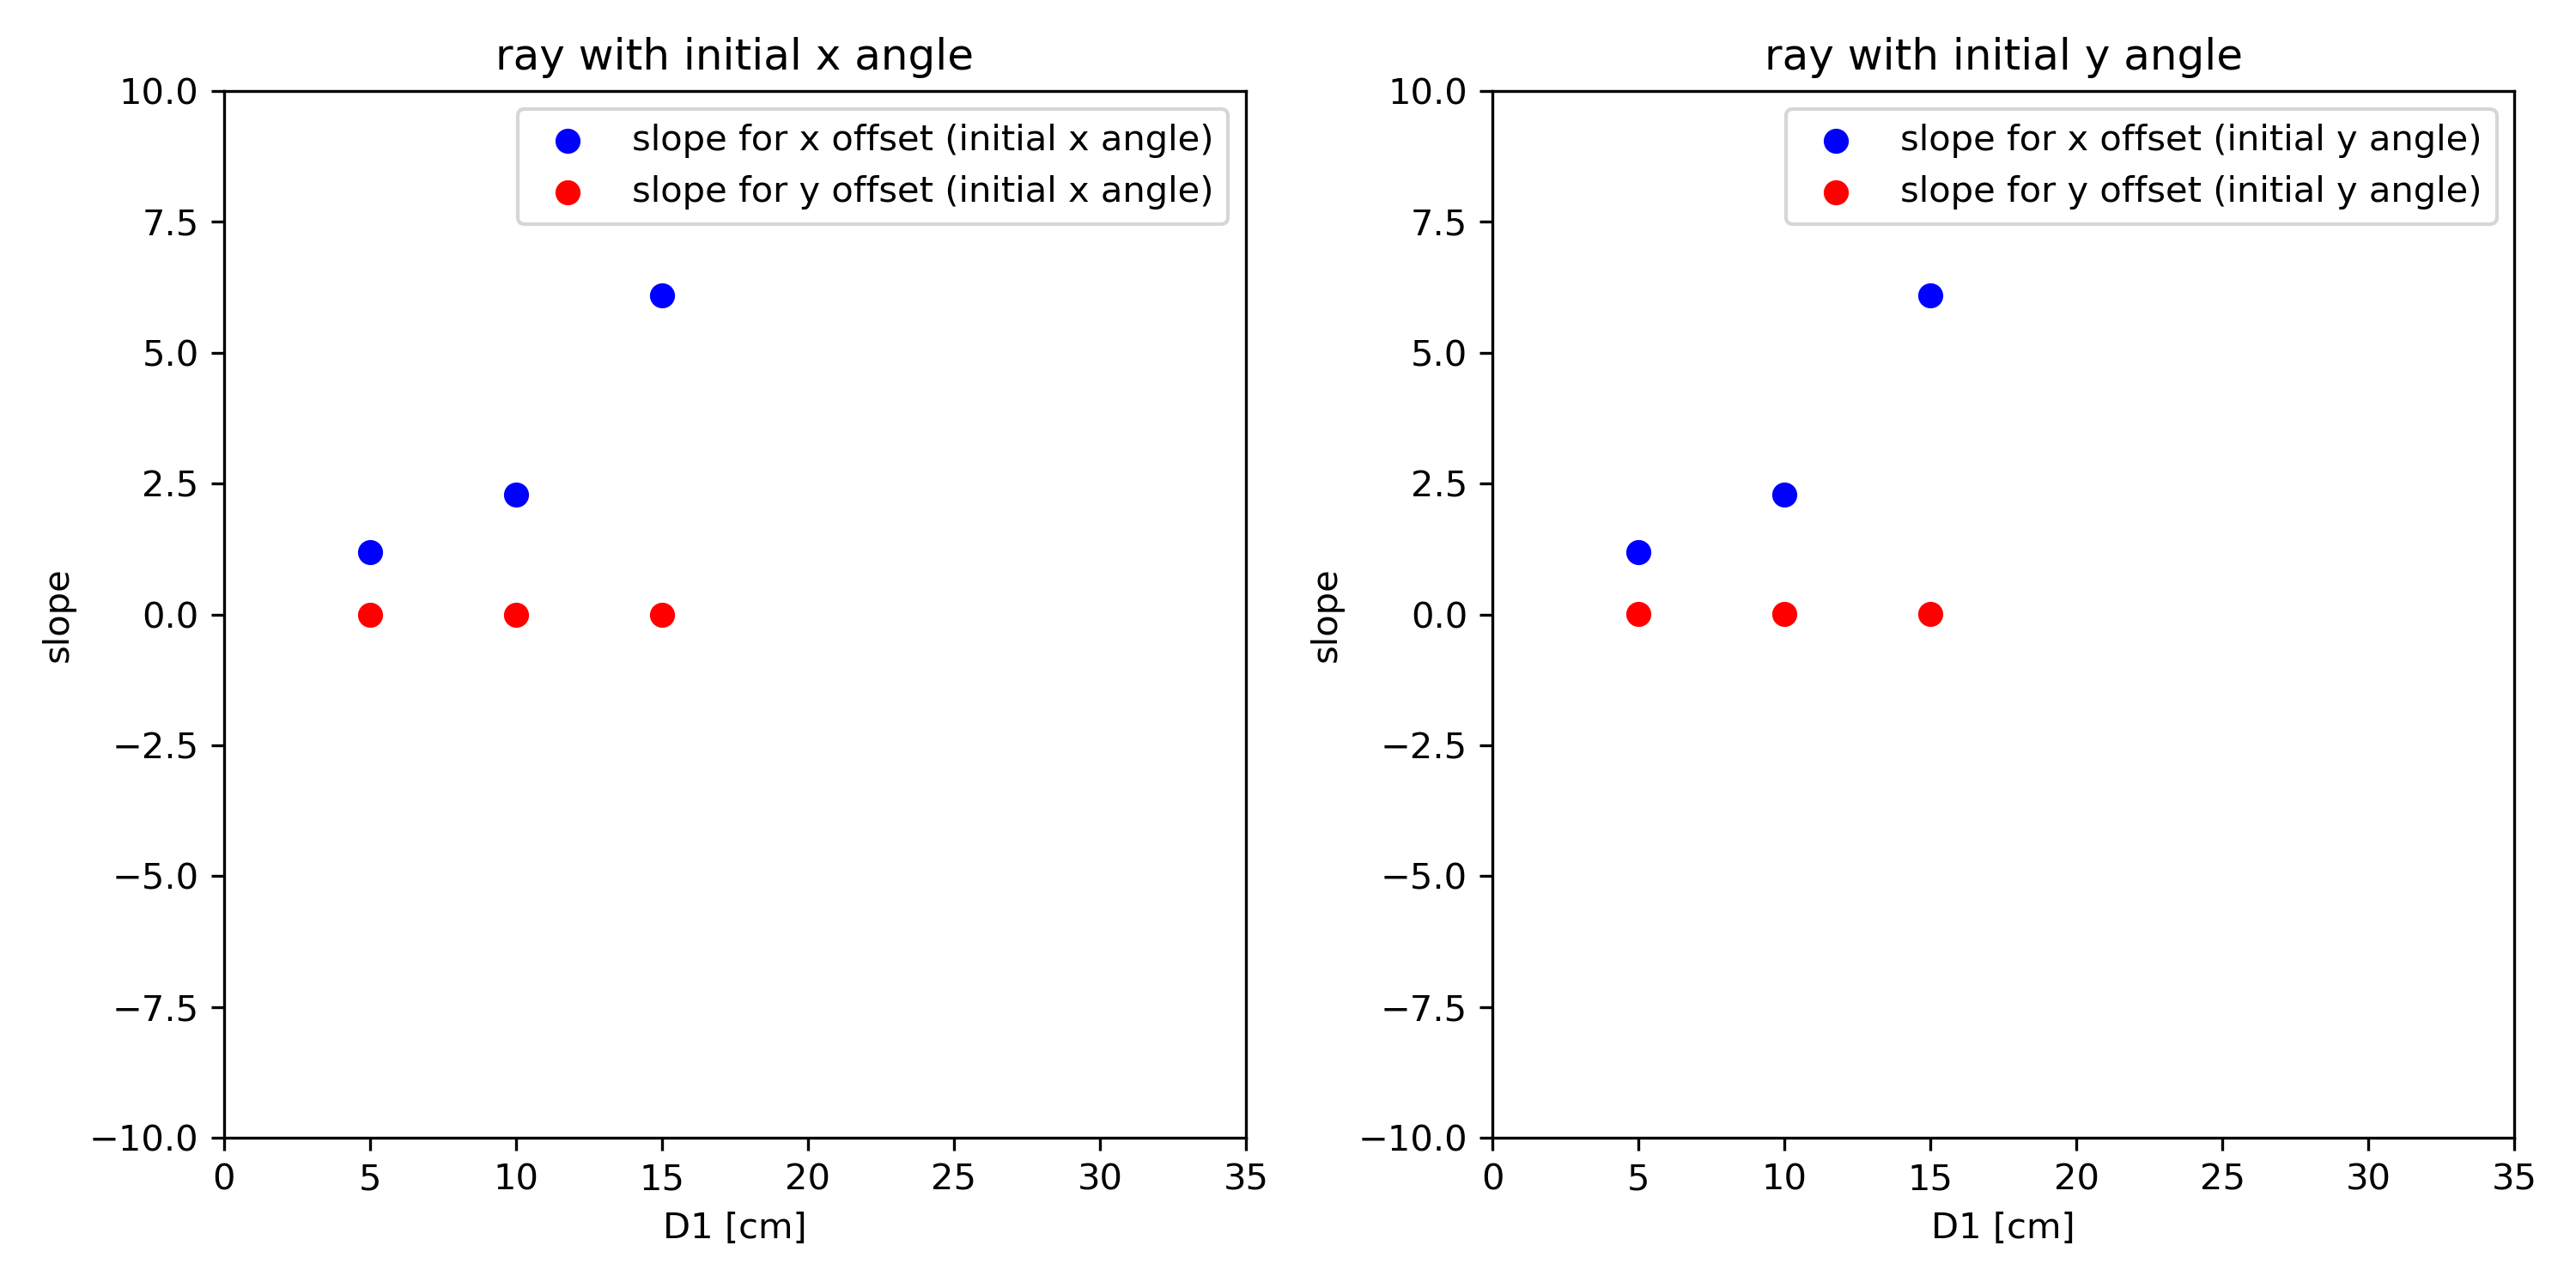 ray with initial x angle
slope for x offset (initial x angle)
slope for y offset (initial x angle)
10.0
7.5
5.0
2.5
0.0
−2.5
−5.0
−7.5
−10.0
slope
0 5 10 15 20 25 30 35
D1 [cm]
ray with initial y angle
slope for x offset (initial y angle)
slope for y offset (initial y angle)
10.0
7.5
5.0
2.5
0.0
−2.5
−5.0
−7.5
−10.0
slope
0 5 10 15 20 25 30 35
D1 [cm]